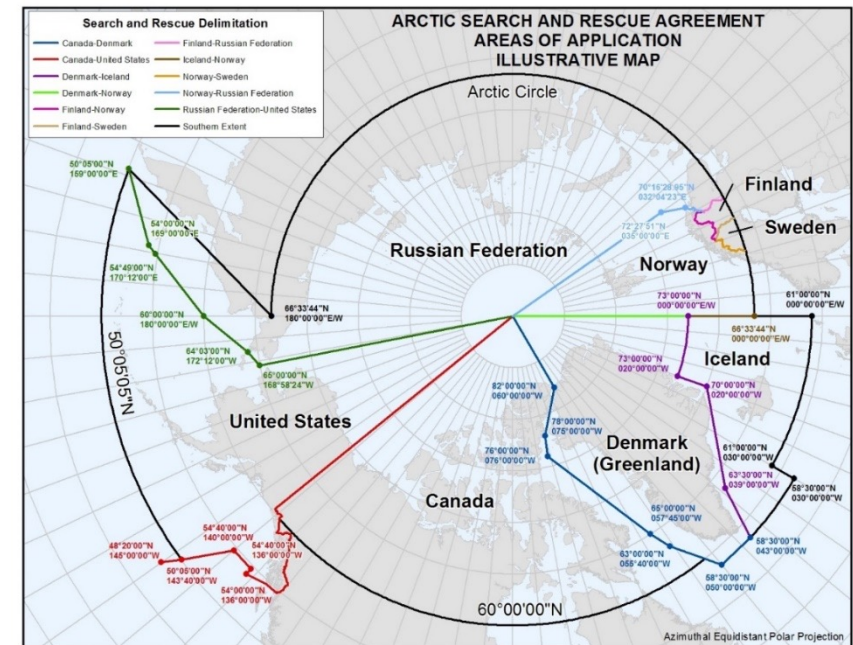 Search and Rescue Delimitation
Canada-Denmark
Canada-United States
Denmark-Iceland
Denmark-Norway
Finland-Norway
Finland-Sweden
Finland-Russian Federation
Iceland-Norway
Norway-Sweden
Norway-Russian Federation
Russian Federation-United States
Southern Extent
ARCTIC SEARCH AND RESCUE AGREEMENT
AREAS OF APPLICATION
ILLUSTRATIVE MAP
Arctic Circle
50°05'00"N
159°00'00"E
54°00'00"N
169°00'00"E
54°49'00"N
170°12'00"E
60°00'00"N
180°00'00"E/W
64°03'00"N
172°12'00"W
65°00'00"N
168°58'24"W
66°33'44"N
180°00'00"E/W
50°05'05"N
Russian Federation
70°16'28.95"N
032°04'23"E
72°27'51"N
035°00'00"E
Finland
Sweden
Norway
73°00'00"N
000°00'00"E/W
61°00'00"N
000°00'00"E/W
66°33'44"N
000°00'00"E/W
Iceland
73°00'00"N
020°00'00"W
70°00'00"N
020°00'00"W
82°00'00"N
060°00'00"W
78°00'00"N
075°00'00"W
76°00'00"N
076°00'00"W
Denmark
(Greenland)
61°00'00"N
030°00'00"W
63°30'00"N
039°00'00"W
58°30'00"N
030°00'00"W
United States
Canada
65°00'00"N
057°45'00"W
63°00'00"N
055°40'00"W
58°30'00"N
043°00'00"W
58°30'00"N
050°00'00"W
54°40'00"N
140°00'00"W
54°40'00"N
136°00'00"W
48°20'00"N
145°00'00"W
50°05'00"N
143°40'00"W
54°00'00"N
136°00'00"W
60°00'00"N
Azimuthal Equidistant Polar Projection